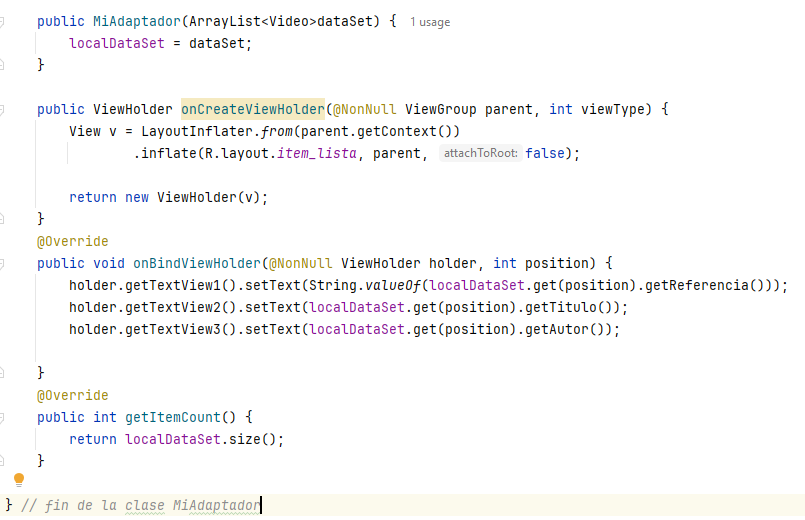 public MiAdaptador(ArrayList<Video>dataSet) { 1 usage
localDataSet = dataSet;
}
public ViewHolder onCreateViewHolder(@NonNull ViewGroup parent, int viewType) {
View v = LayoutInflater.from(parent.getContext())
.inflate(R.layout.item_lista, parent, attachToRoot: false);
return new ViewHolder(v);
}
@Override
public void onBindViewHolder(@NonNull ViewHolder holder, int position) {
holder.getTextView1().setText(String.valueOf(localDataSet.get(position).getReferencia()));
holder.getTextView2().setText(localDataSet.get(position).getTitulo());
holder.getTextView3().setText(localDataSet.get(position).getAutor());
}
@Override
public int getItemCount() {
return localDataSet.size();
}
} // fin de la clase MiAdaptador